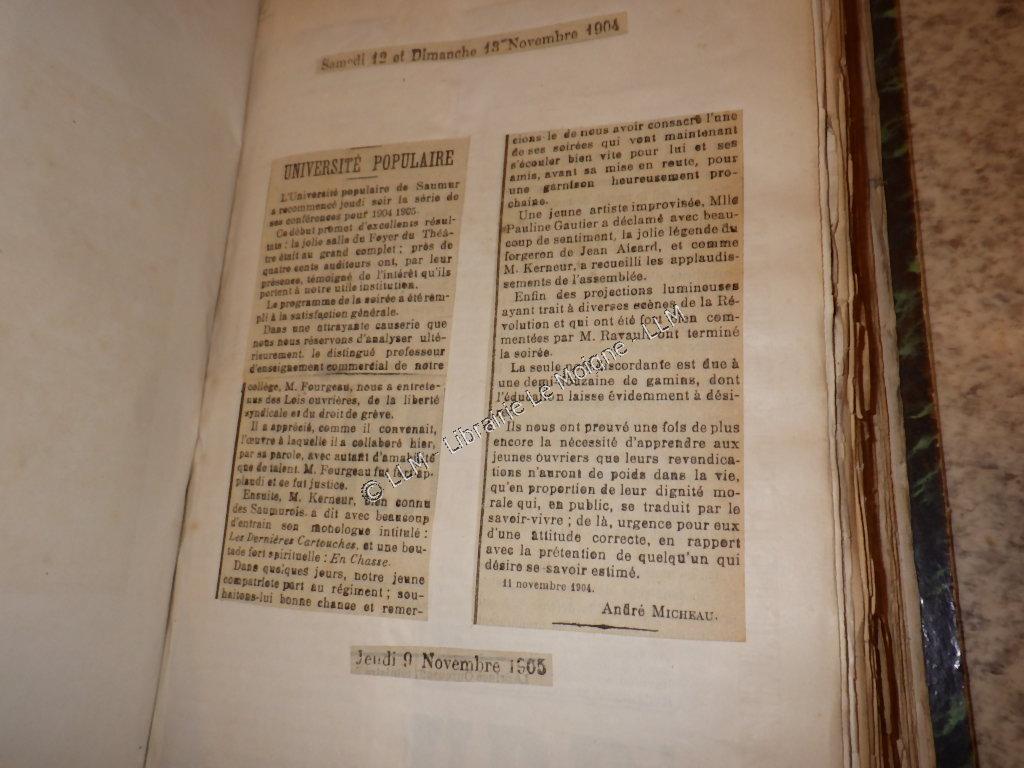 Samedi 12 et Dimanche 13 Novembre 1904
UNIVERSITÉ POPULAIRE
L'Université populaire de Saumur
a recommencé jeudi soir la série de
ses conférences pour 1904 1905.
Ce début promet d'excellents résul-
tats : la jolie salle du Foyer du Théâ-
tre était au grand complet ; près de
quatre cents auditeurs ont, par leur
présence, témoigné de l'intérêt qu'ils
portent à notre utile institution.
Le programme de la soirée a été rem-
pli à la satisfaction générale.
Dans une attrayante causerie que
nous nous réservons d'analyser ulté-
rieurement, le distingué professeur
d'enseignement commercial de notre
collège, M. Fourgeau, nous a entrete-
nus des Lois ouvrières, de la liberté
syndicale et du droit de grève.
Il a apprécié, comme il convenait,
l'œuvre à laquelle il a collaboré hier,
par sa parole, avec autant d'amabilité
que de talent. M. Fourgeau fut fort ap-
plaudi et ce fut justice.
Ensuite, M. Kerneur, bien connu
des Saumurois, a dit avec beaucoup
d'entrain son monologue intitulé :
Les Dernières Cartouches, et une bou-
tade fort spirituelle : En Chasse.
Dans quelques jours, notre jeune
compatriote part au régiment ; sou-
haitons-lui bonne chance et remer-
cions-le de nous avoir consacré l'une
de ses soirées qui vont maintenant
s'écouler bien vite pour lui et ses
amis, avant sa mise en route, pour
une garnison heureusement pro-
chaine.
Une jeune artiste improvisée, Mlle
Pauline Gautier a déclamé avec beau-
coup de sentiment, la jolie légende du
forgeron de Jean Aicard, et comme
M. Kerneur, a recueilli les applaudis-
sements de l'assemblée.
Enfin des projections lumineuses
ayant trait à diverses scènes de la Ré-
volution et qui ont été fort bien com-
mentées par M. Ravault ont terminé
la soirée.
La seule note discordante est due à
une demi-douzaine de gamins, dont
l'éducation laisse évidemment à dési-
Ils nous ont prouvé une fois de plus
encore la nécessité d'apprendre aux
jeunes ouvriers que leurs revendica-
tions n'auront de poids dans la vie,
qu'en proportion de leur dignité mo-
rale qui, en public, se traduit par le
savoir-vivre ; de là, urgence pour eux
d'une attitude correcte, en rapport
avec la prétention de quelqu'un qui
désire se savoir estimé.
11 novembre 1904.
André MICHEAU.
Jeudi 9 Novembre 1905
© LLM - Librairie Le Moigne - LLM